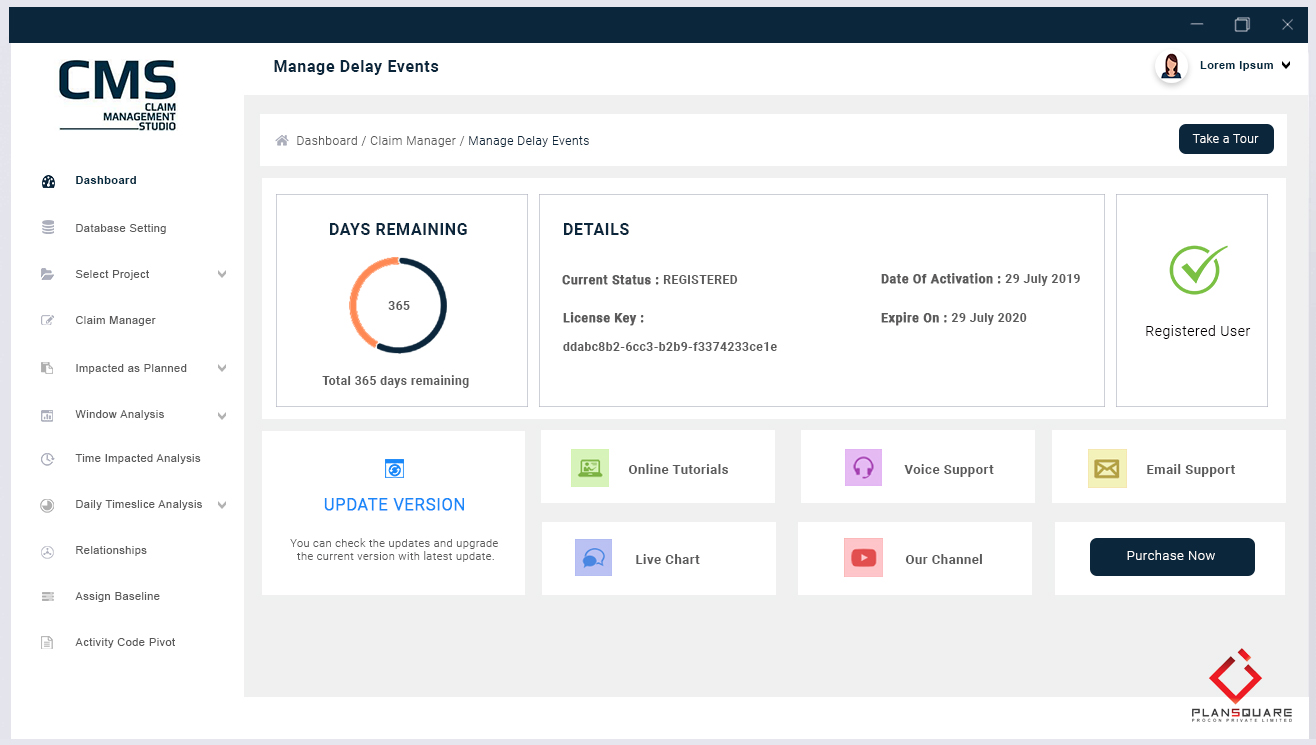 CMS
CLAIM
MANAGEMENT
STUDIO
Manage Delay Events
Lorem Ipsum
Dashboard / Claim Manager / Manage Delay Events
Take a Tour
Dashboard
Database Setting
Select Project
Claim Manager
Impacted as Planned
Window Analysis
Time Impacted Analysis
Daily Timeslice Analysis
Relationships
Assign Baseline
Activity Code Pivot
DAYS REMAINING
365
Total 365 days remaining
DETAILS
Current Status : REGISTERED
Date Of Activation : 29 July 2019
License Key :
Expire On : 29 July 2020
ddabc8b2-6cc3-b2b9-f3374233ce1e
Registered User
UPDATE VERSION
You can check the updates and upgrade
the current version with latest update.
Online Tutorials
Voice Support
Email Support
Live Chart
Our Channel
Purchase Now
PLANSQUARE
PROCON PRIVATE LIMITED